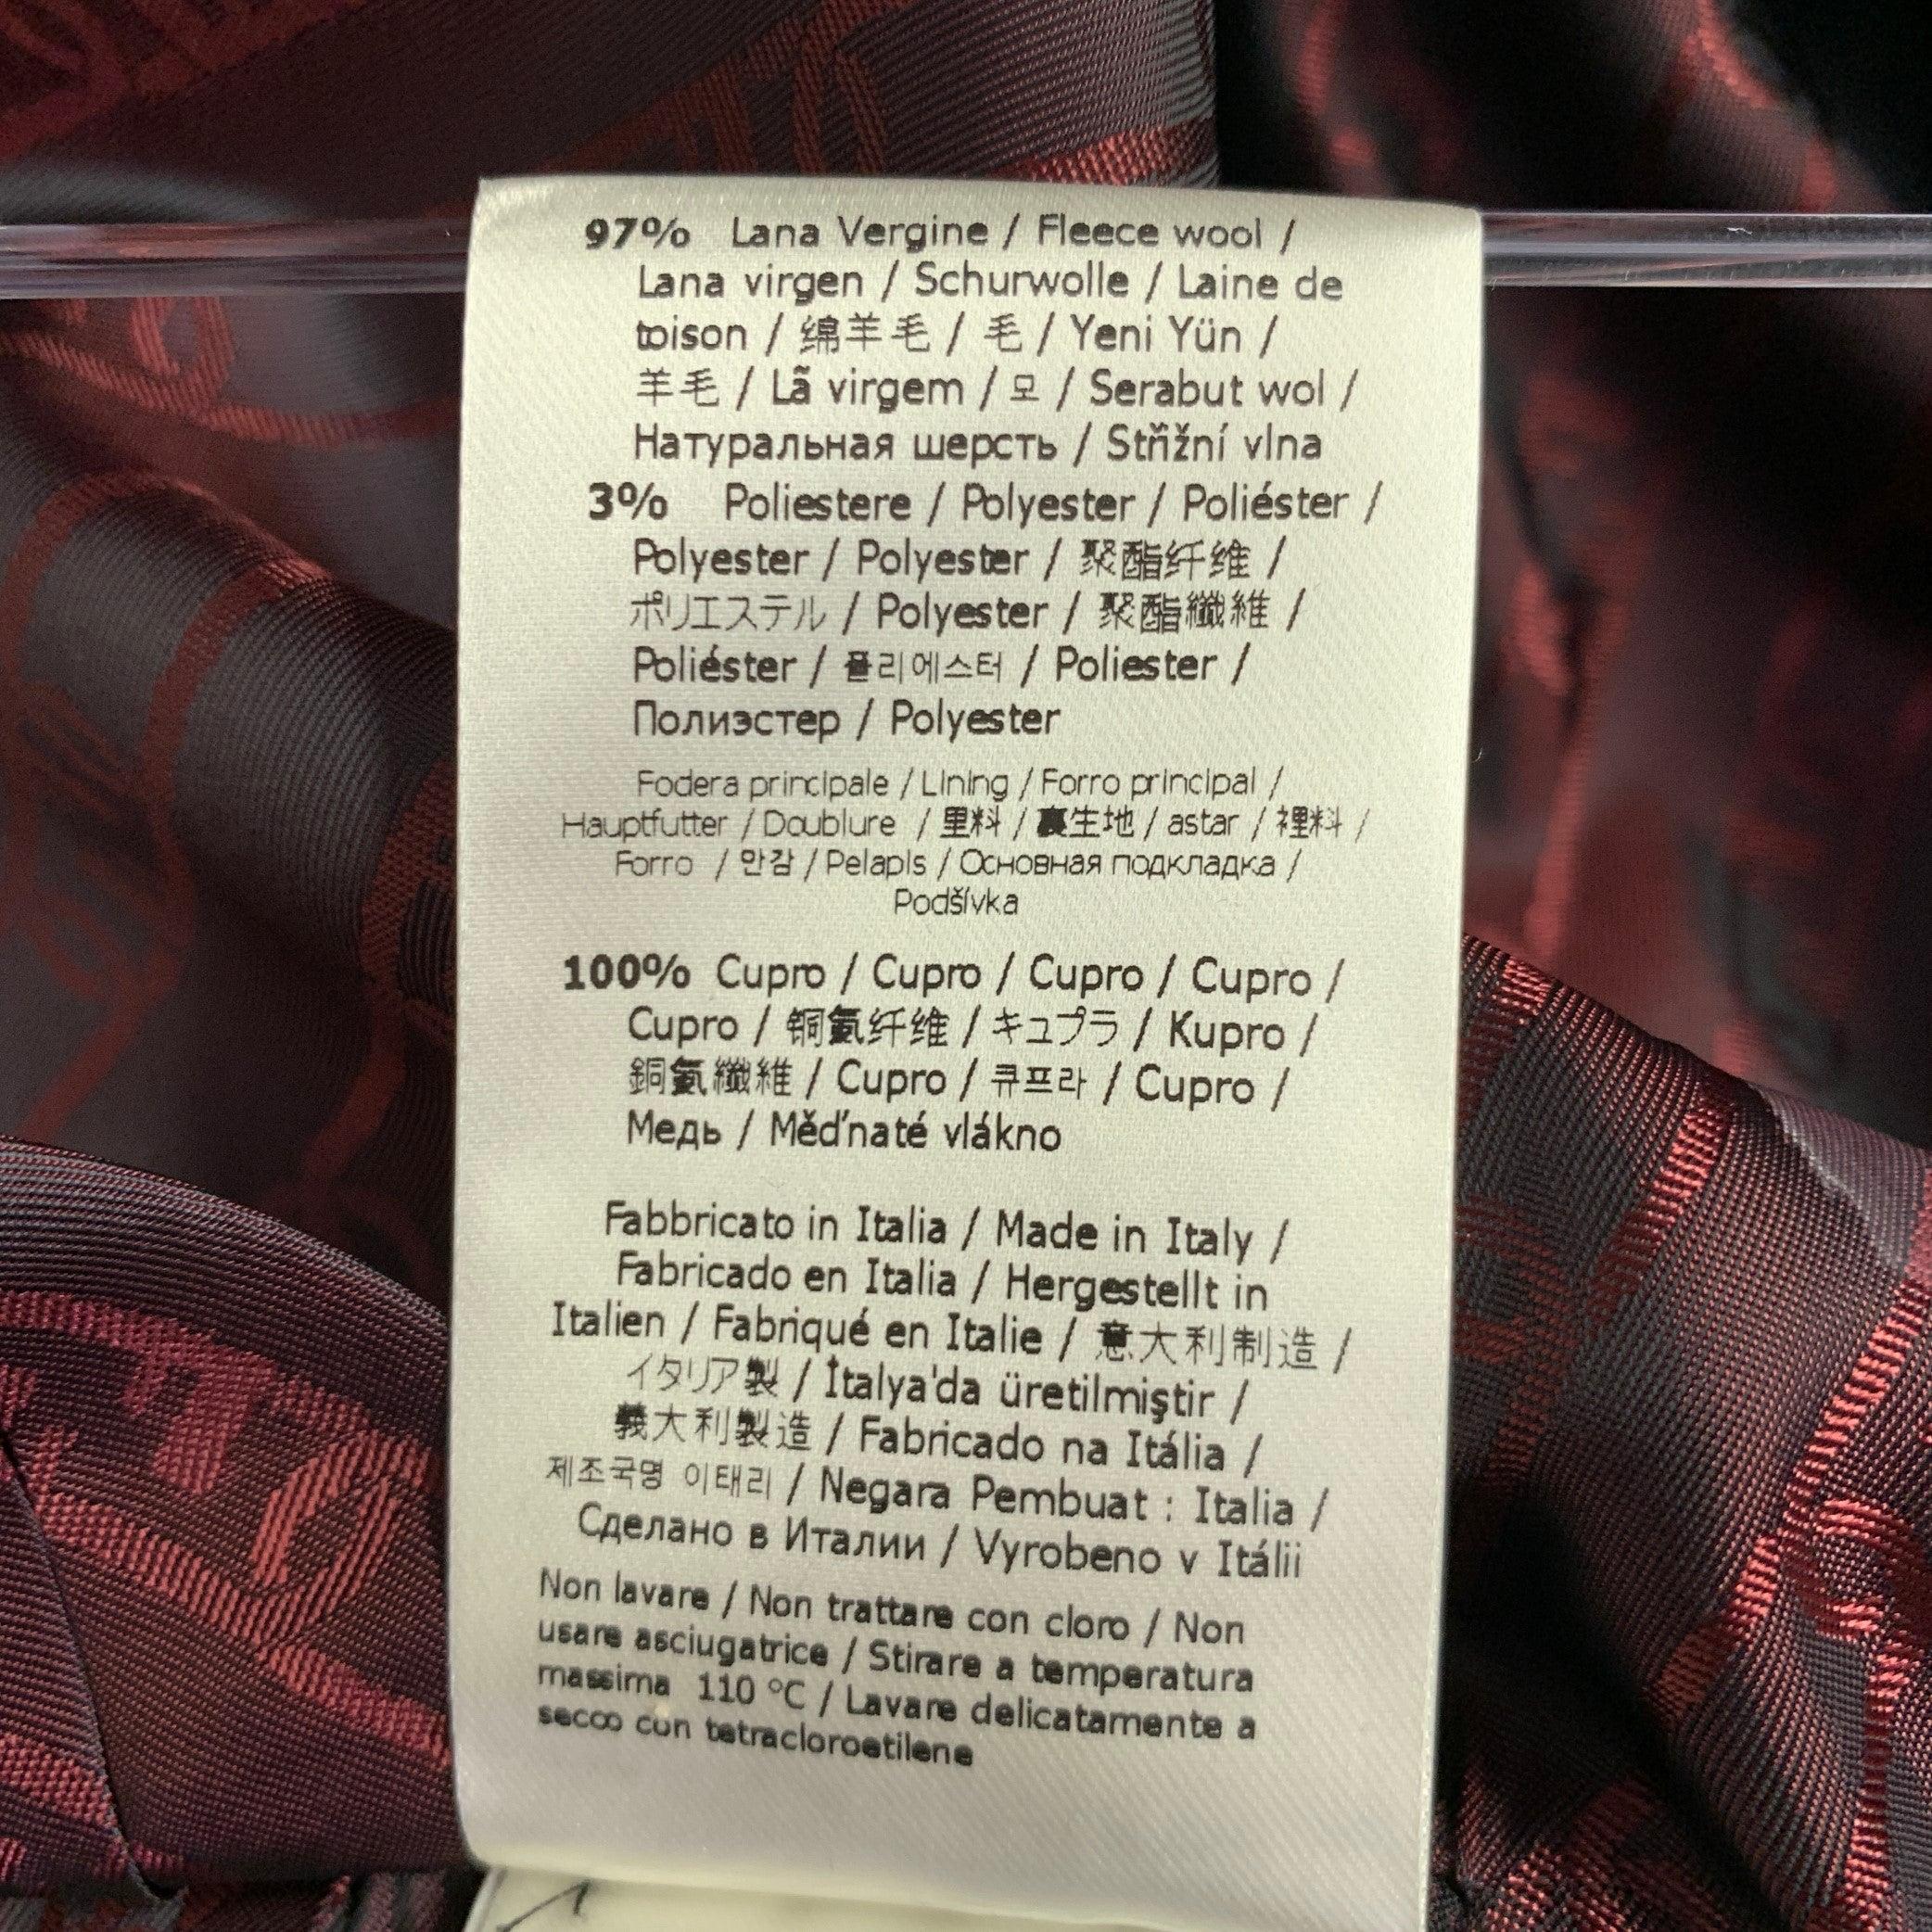 97% Lana Vergine / Fleece wool /
Lana virgen / Schurwolle / Laine de
toison / 绵羊毛 / 毛 / Yeni Yün /
羊毛 / Lã virgem / 모 / Serabut wol /
Натуральная шерсть / Střižní vlna
3% Poliestere / Polyester / Poliéster /
Polyester / Polyester / 聚酯纤维 /
ポリエステル / Polyester / 聚酯纖維 /
Poliéster / 폴리에스터 / Poliester /
Полиэстер / Polyester
Fodera principale / Lining / Forro principal /
Hauptfutter / Doublure / 里料 / 裏生地 / astar / 裡料 /
Forro / 안감 / Pelapis / Основная подкладка /
Podšívka
100% Cupro / Cupro / Cupro / Cupro /
Cupro / 铜氨纤维 / キュプラ / Kupro /
銅氨纖維 / Cupro / 큐프라 / Cupro /
Медь / Měďnaté vlákno
Fabbricato in Italia / Made in Italy /
Fabricado en Italia / Hergestellt in
Italien / Fabriqué en Italie / 意大利制造 /
イタリア製 / İtalya'da üretilmiştir /
義大利製造 / Fabricado na Itália /
제조국명 이태리 / Negara Pembuat : Italia /
Сделано в Италии / Vyrobeno v Itálii
Non lavare / Non trattare con cloro / Non
usare asciugatrice / Stirare a temperatura
massima 110 °C / Lavare delicatamente a
secco con tetracloroetilene